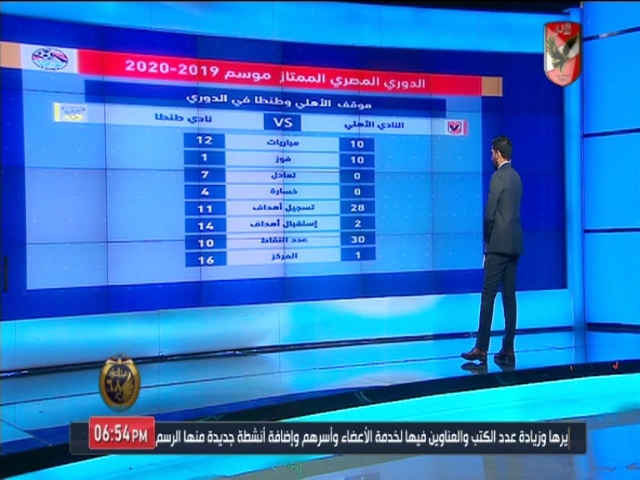 الدوري المصري الممتاز موسم 2019-2020
موقف الأهلي وطنطا في الدوري
النادي الأهلي VS نادي طنطا
10 مباريات 12
10 فوز 1
0 تعادل 7
0 خسارة 4
28 تسجيل أهداف 11
2 إستقبال أهداف 14
30 عدد النقاط 10
1 المركز 16
06:54 PM
يرها وزيادة عدد الكتب والعناوين فيها لخدمة الأعضاء وأسرهم وإضافة أنشطة جديدة منها الرسم